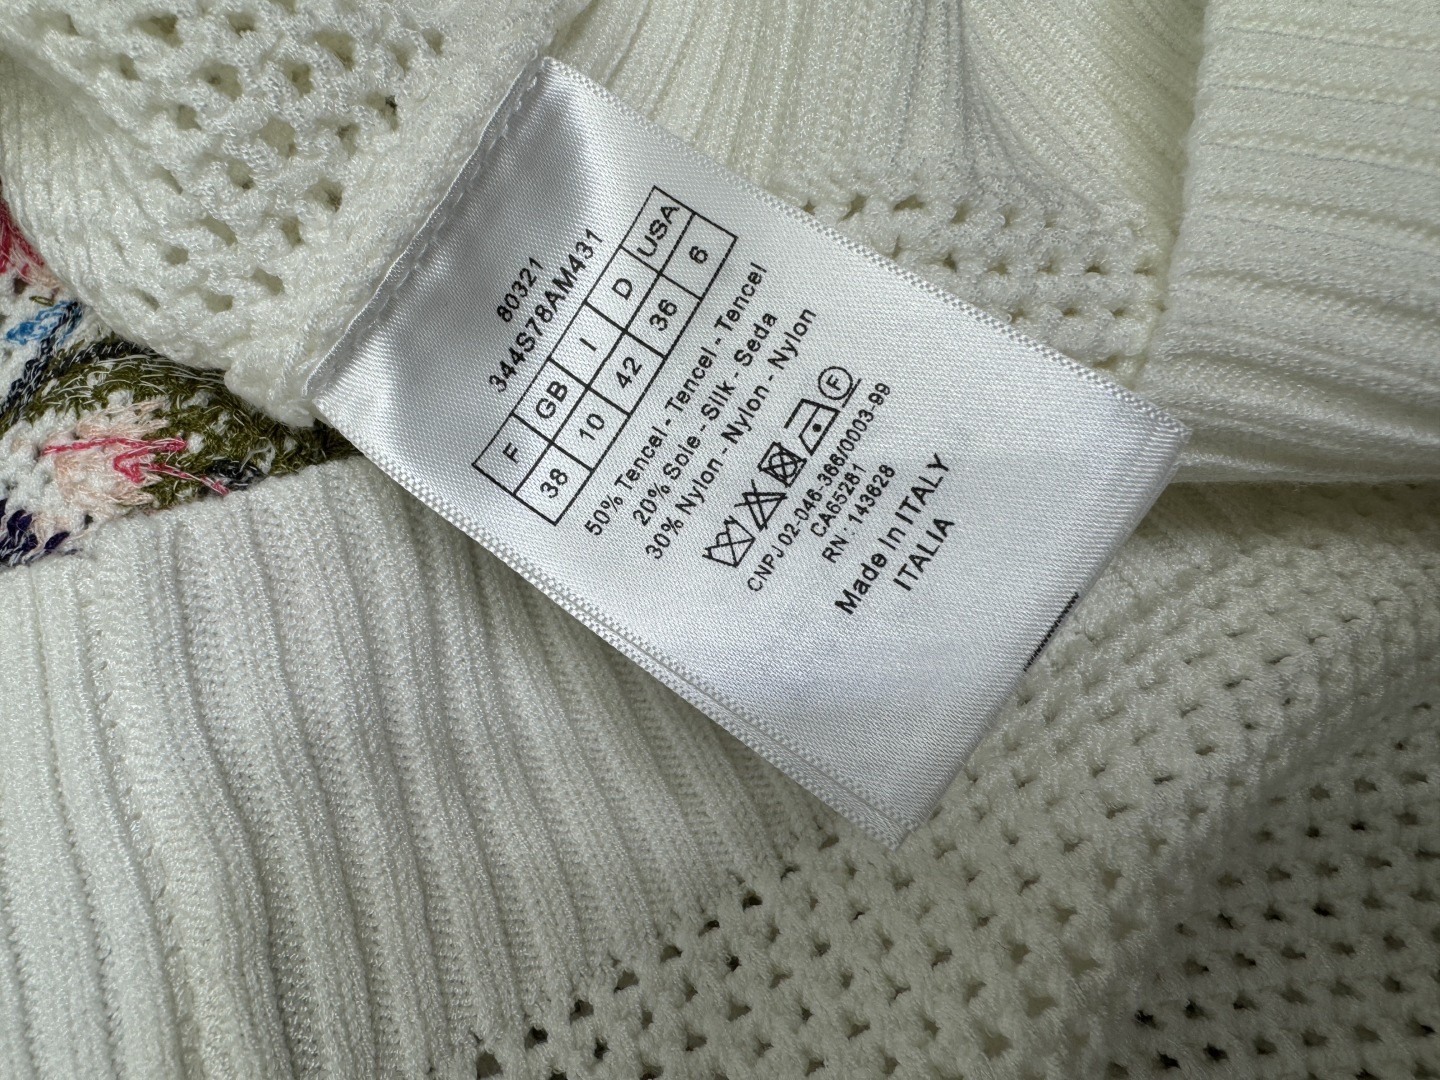 80321
344S78AM431
F GB I D USA
38 10 42 36 6
50% Tencel - Tencel - Tencel
20% Sole - Silk - Seda
30% Nylon - Nylon - Nylon
F
CNPJ 02-046-366/0003-99
CA65281
RN : 143628
Made In ITALY
ITALIA